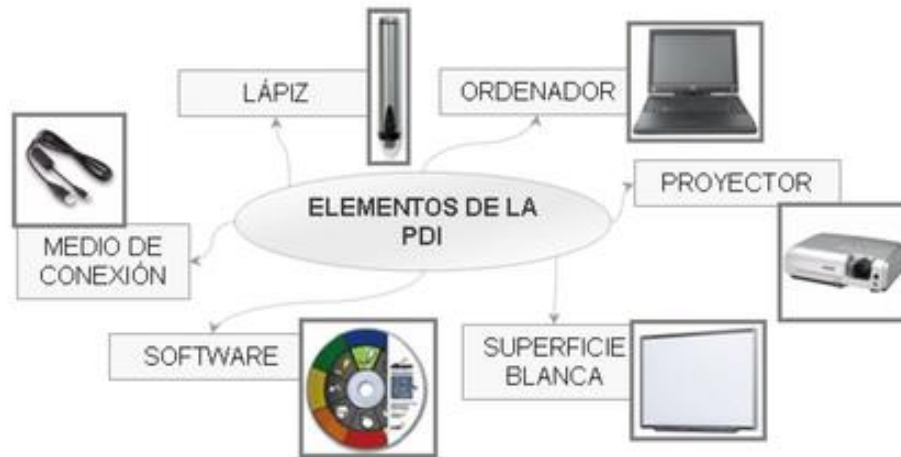 LÁPIZ
ORDENADOR
PROYECTOR
ELEMENTOS DE LA
PDI
MEDIO DE
CONEXIÓN
SOFTWARE
SUPERFICIE
BLANCA